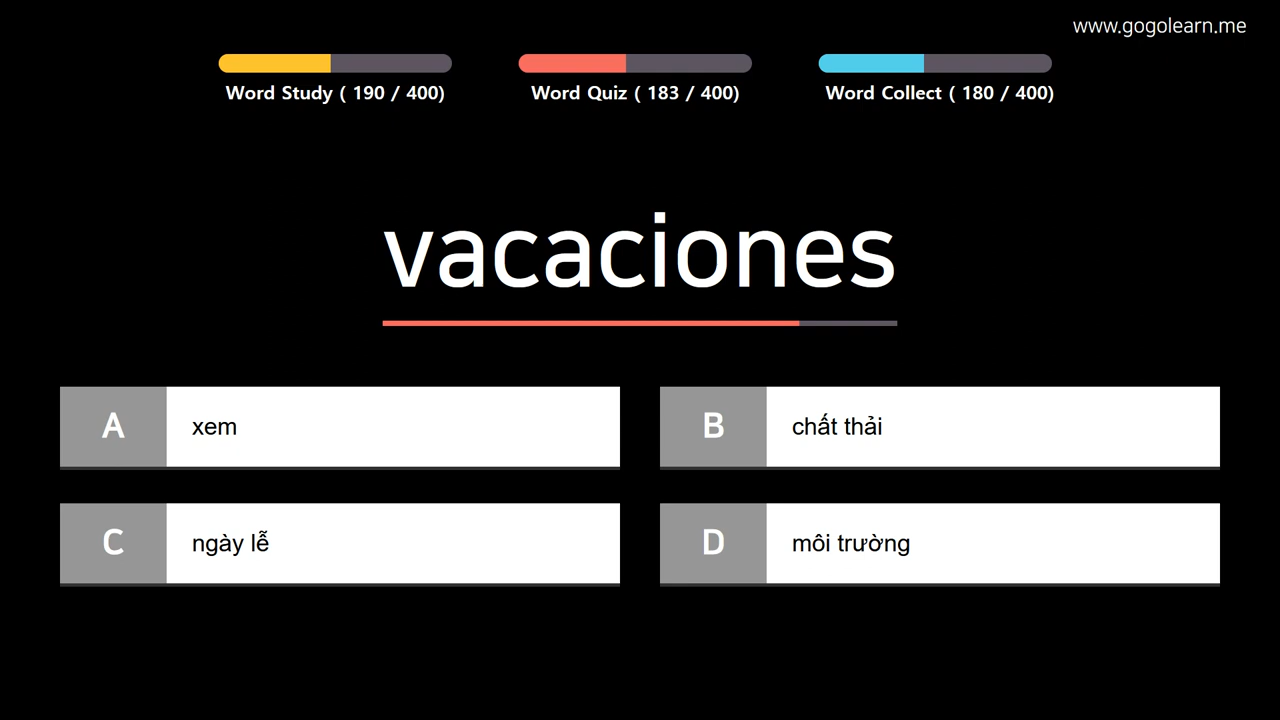 www.gogolearn.me
Word Study ( 190 / 400)
Word Quiz ( 183 / 400)
Word Collect ( 180 / 400)
vacaciones
A xem
B chất thải
C ngày lễ
D môi trường